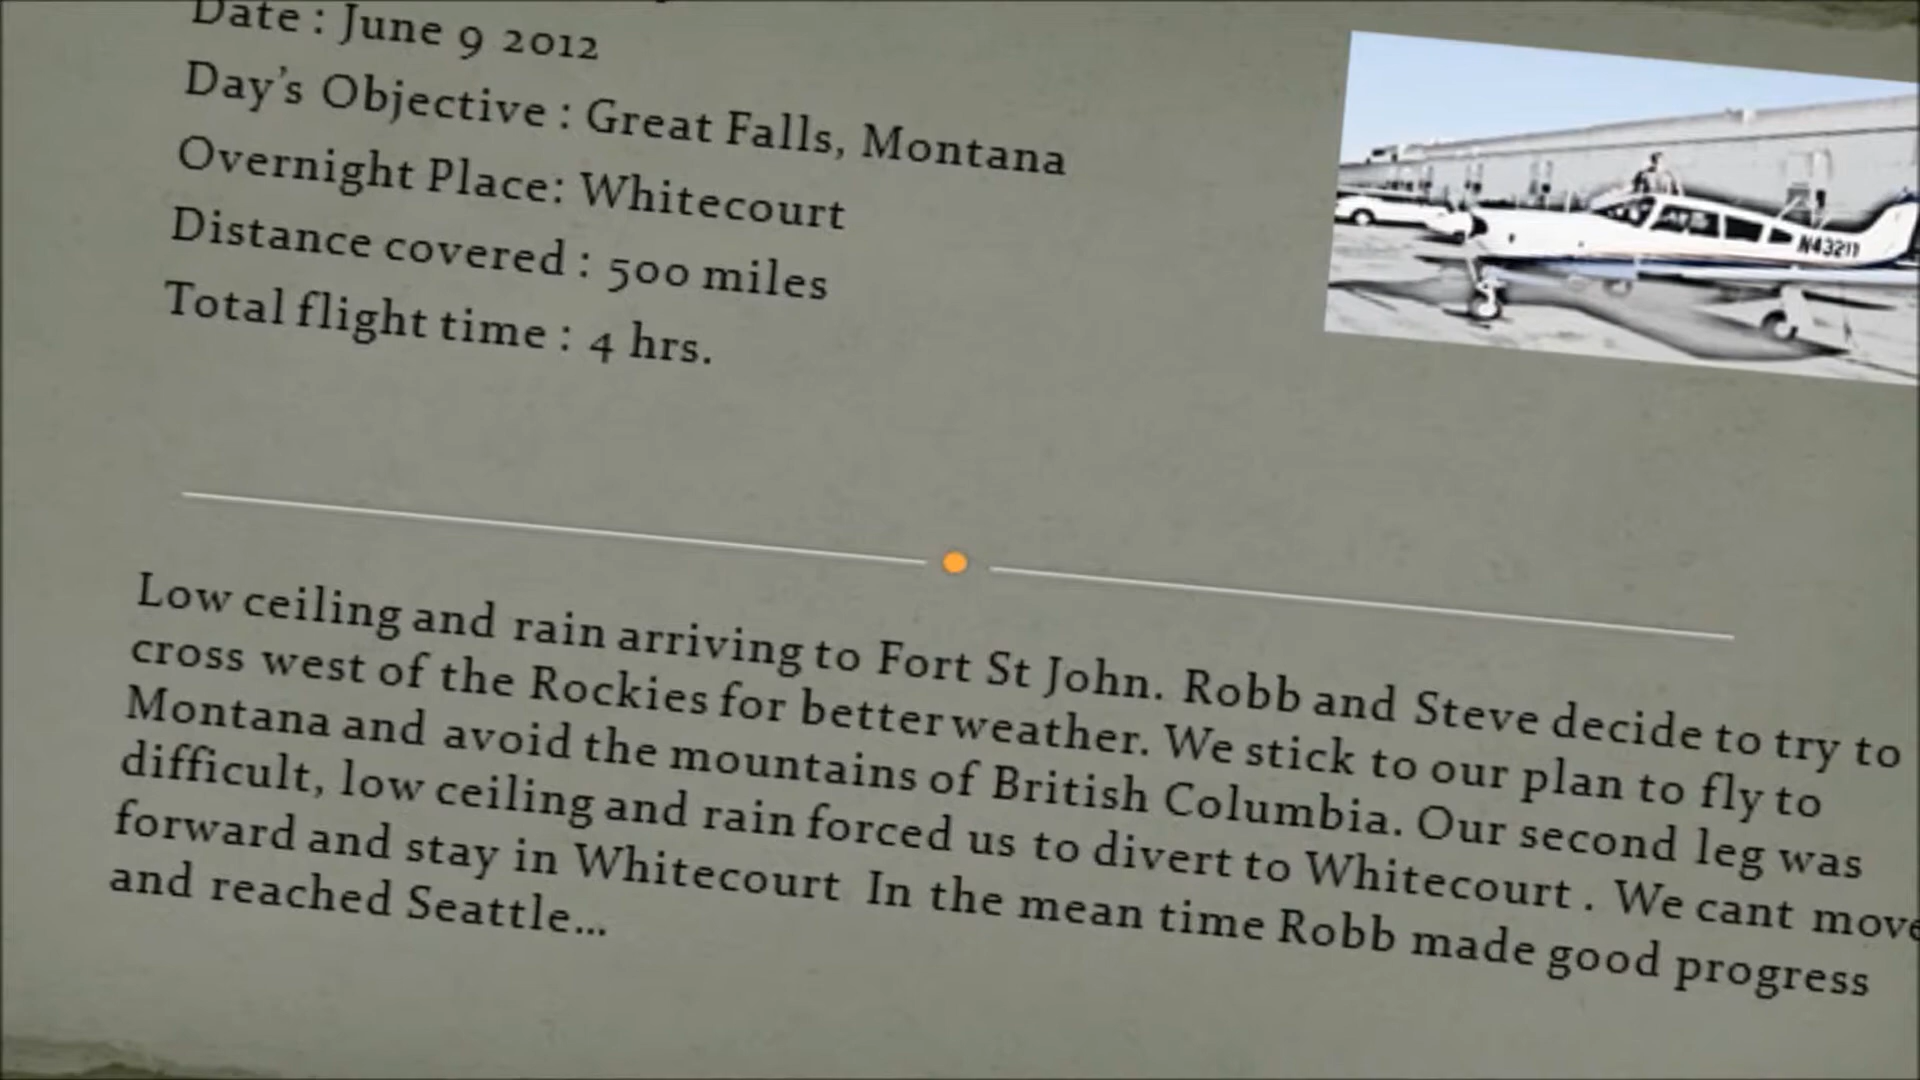 Date : June 9 2012
Day's Objective : Great Falls, Montana
Overnight Place: Whitecourt
Distance covered : 500 miles
Total flight time : 4 hrs.
N43211
Low ceiling and rain arriving to Fort St John. Robb and Steve decide to try to
cross west of the Rockies for better weather. We stick to our plan to fly to
Montana and avoid the mountains of British Columbia. Our second leg was
difficult, low ceiling and rain forced us to divert to Whitecourt . We cant move
forward and stay in Whitecourt In the mean time Robb made good progress
and reached Seattle...